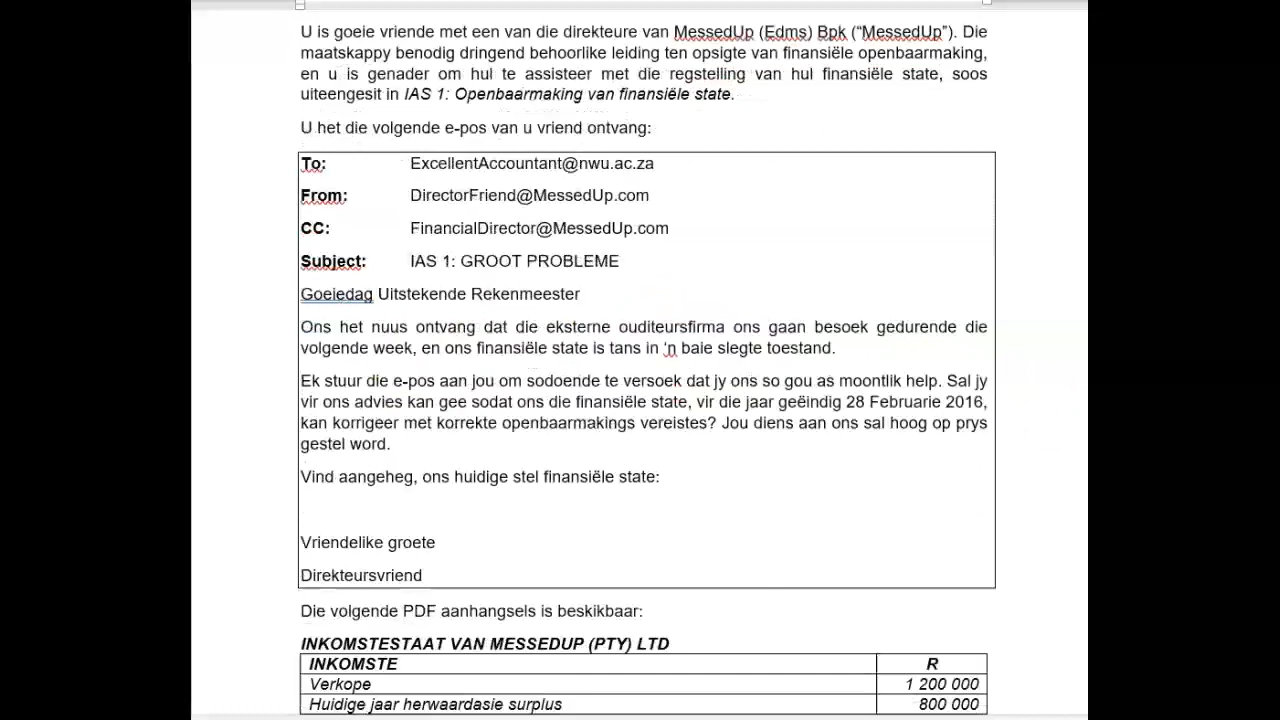 U is goeie vriende met een van die direkteure van MessedUp (Edms) Bpk (“MessedUp”). Die
maatskappy benodig dringend behoorlike leiding ten opsigte van finansiële openbaarmaking,
en u is genader om hul te assisteer met die regstelling van hul finansiële state, soos
uiteengesit in IAS 1: Openbaarmaking van finansiële state.
U het die volgende e-pos van u vriend ontvang:
To: ExcellentAccountant@nwu.ac.za
From: DirectorFriend@MessedUp.com
CC: FinancialDirector@MessedUp.com
Subject: IAS 1: GROOT PROBLEME
Goeiedag Uitstekende Rekenmeester
Ons het nuus ontvang dat die eksterne ouditeursfirma ons gaan besoek gedurende die
volgende week, en ons finansiële state is tans in ‘n baie slegte toestand.
Ek stuur die e-pos aan jou om sodoende te versoek dat jy ons so gou as moontlik help. Sal jy
vir ons advies kan gee sodat ons die finansiële state, vir die jaar geëindig 28 Februarie 2016,
kan korrigeer met korrekte openbaarmakings vereistes? Jou diens aan ons sal hoog op prys
gestel word.
Vind aangeheg, ons huidige stel finansiële state:
Vriendelike groete
Direkteursvriend
Die volgende PDF aanhangsels is beskikbaar:
INKOMSTESTAAT VAN MESSEDUP (PTY) LTD
INKOMSTE R
Verkope 1 200 000
Huidige jaar herwaardasie surplus 800 000